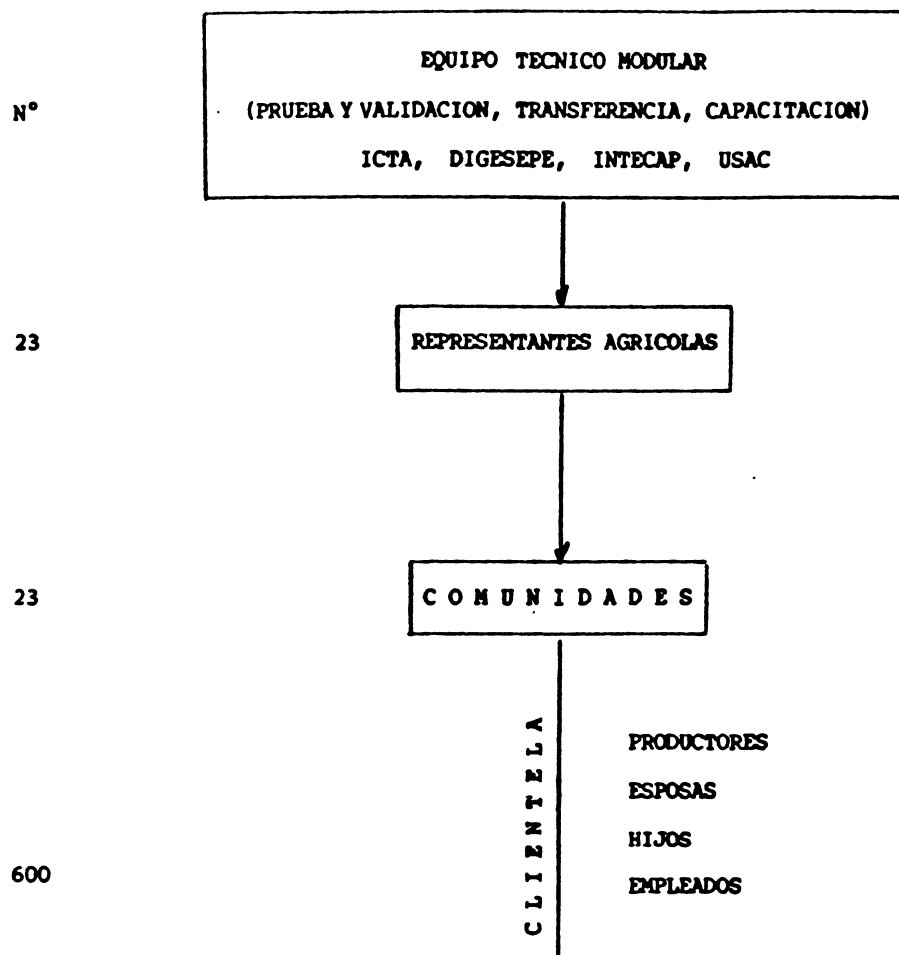 EQUIPO TECNICO MODULAR
N° (PRUEBA Y VALIDACION, TRANSFERENCIA, CAPACITACION)
ICTA, DIGESEPE, INTECAP, USAC
23 REPRESENTANTES AGRICOLAS
23 COMUNIDADES
CLIENTELA
PRODUCTORES
ESPOSAS
HIJOS
600 EMPLEADOS